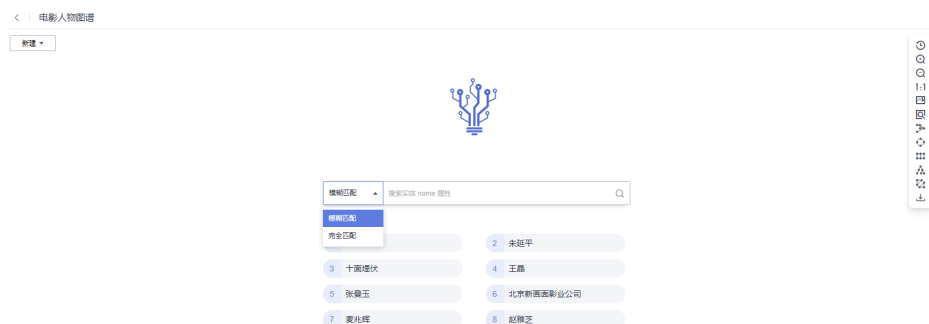 电影人物图谱
新建
1:1
模糊匹配 搜索实体 name 属性
模糊匹配
完全匹配
2 朱延平
3 十面埋伏 4 王晶
5 张曼玉 6 北京新画面影业公司
7 麦兆辉 8 赵雅芝